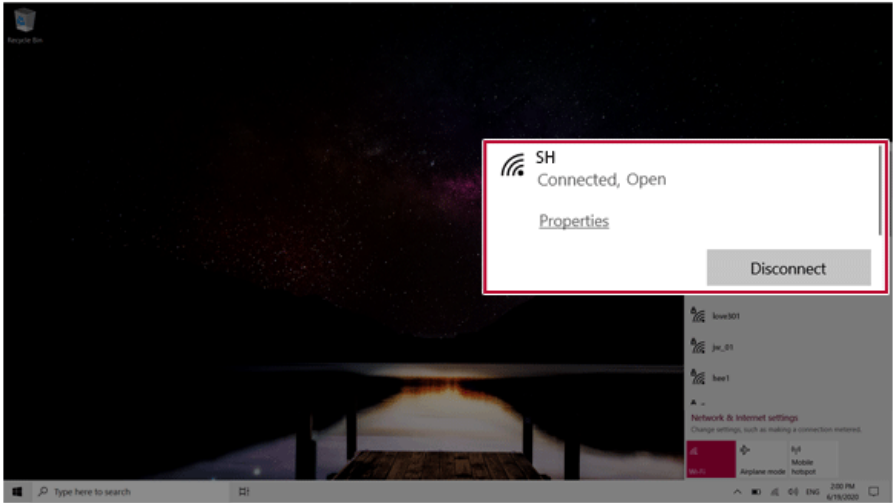 Recycle Bin
SH
Connected, Open
Properties
Disconnect
love301
jw_01
hee1
Network & Internet settings
Change settings, such as making a connection metered.
Wi-Fi
Airplane mode
Mobile hotspot
Type here to search
ENG
2:00 PM
6/19/2020